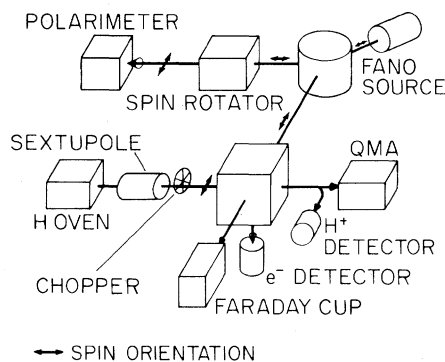 POLARIMETER
FANO
SOURCE
SPIN ROTATOR
SEXTUPOLE
QMA
H OVEN
H+
DETECTOR
CHOPPER
e- DETECTOR
FARADAY CUP
SPIN ORIENTATION